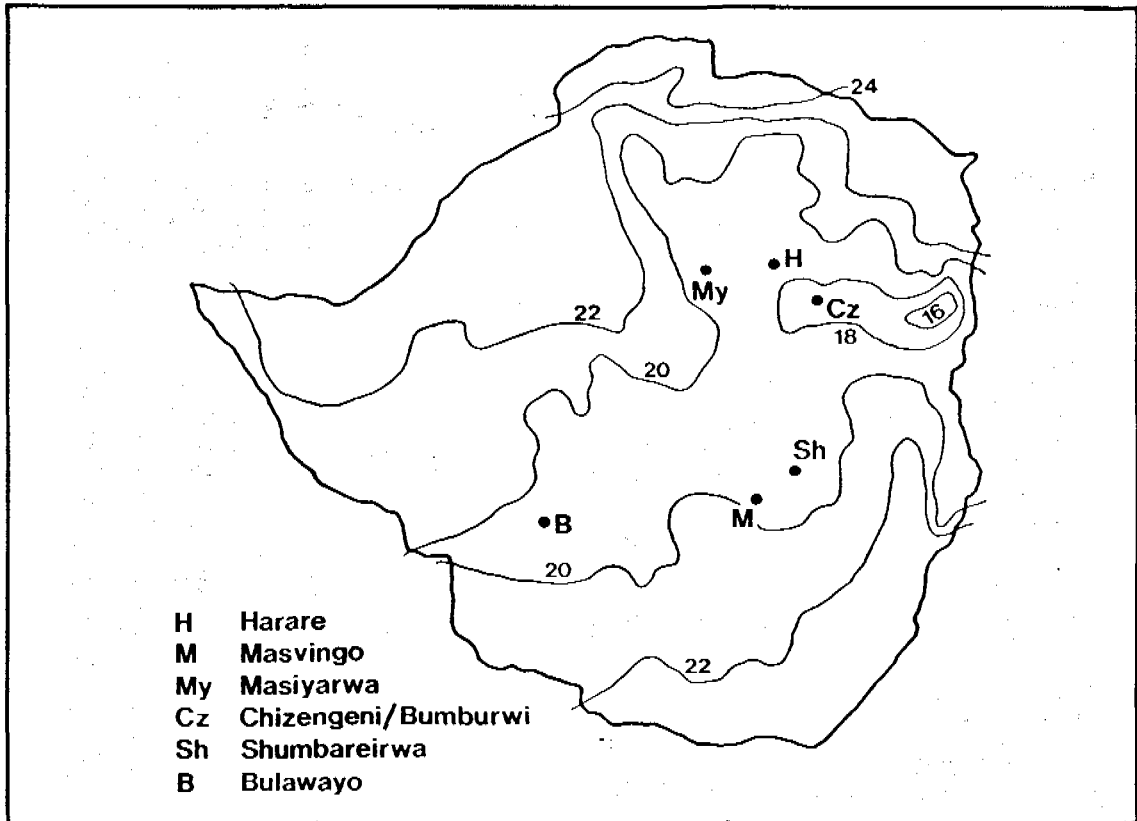 24
H
My
Cz
16
22
18
20
Sh
M
B
20
22
H Harare
M Masvingo
My Masiyarwa
Cz Chizengeni/Bumburwi
Sh Shumbareirwa
B Bulawayo